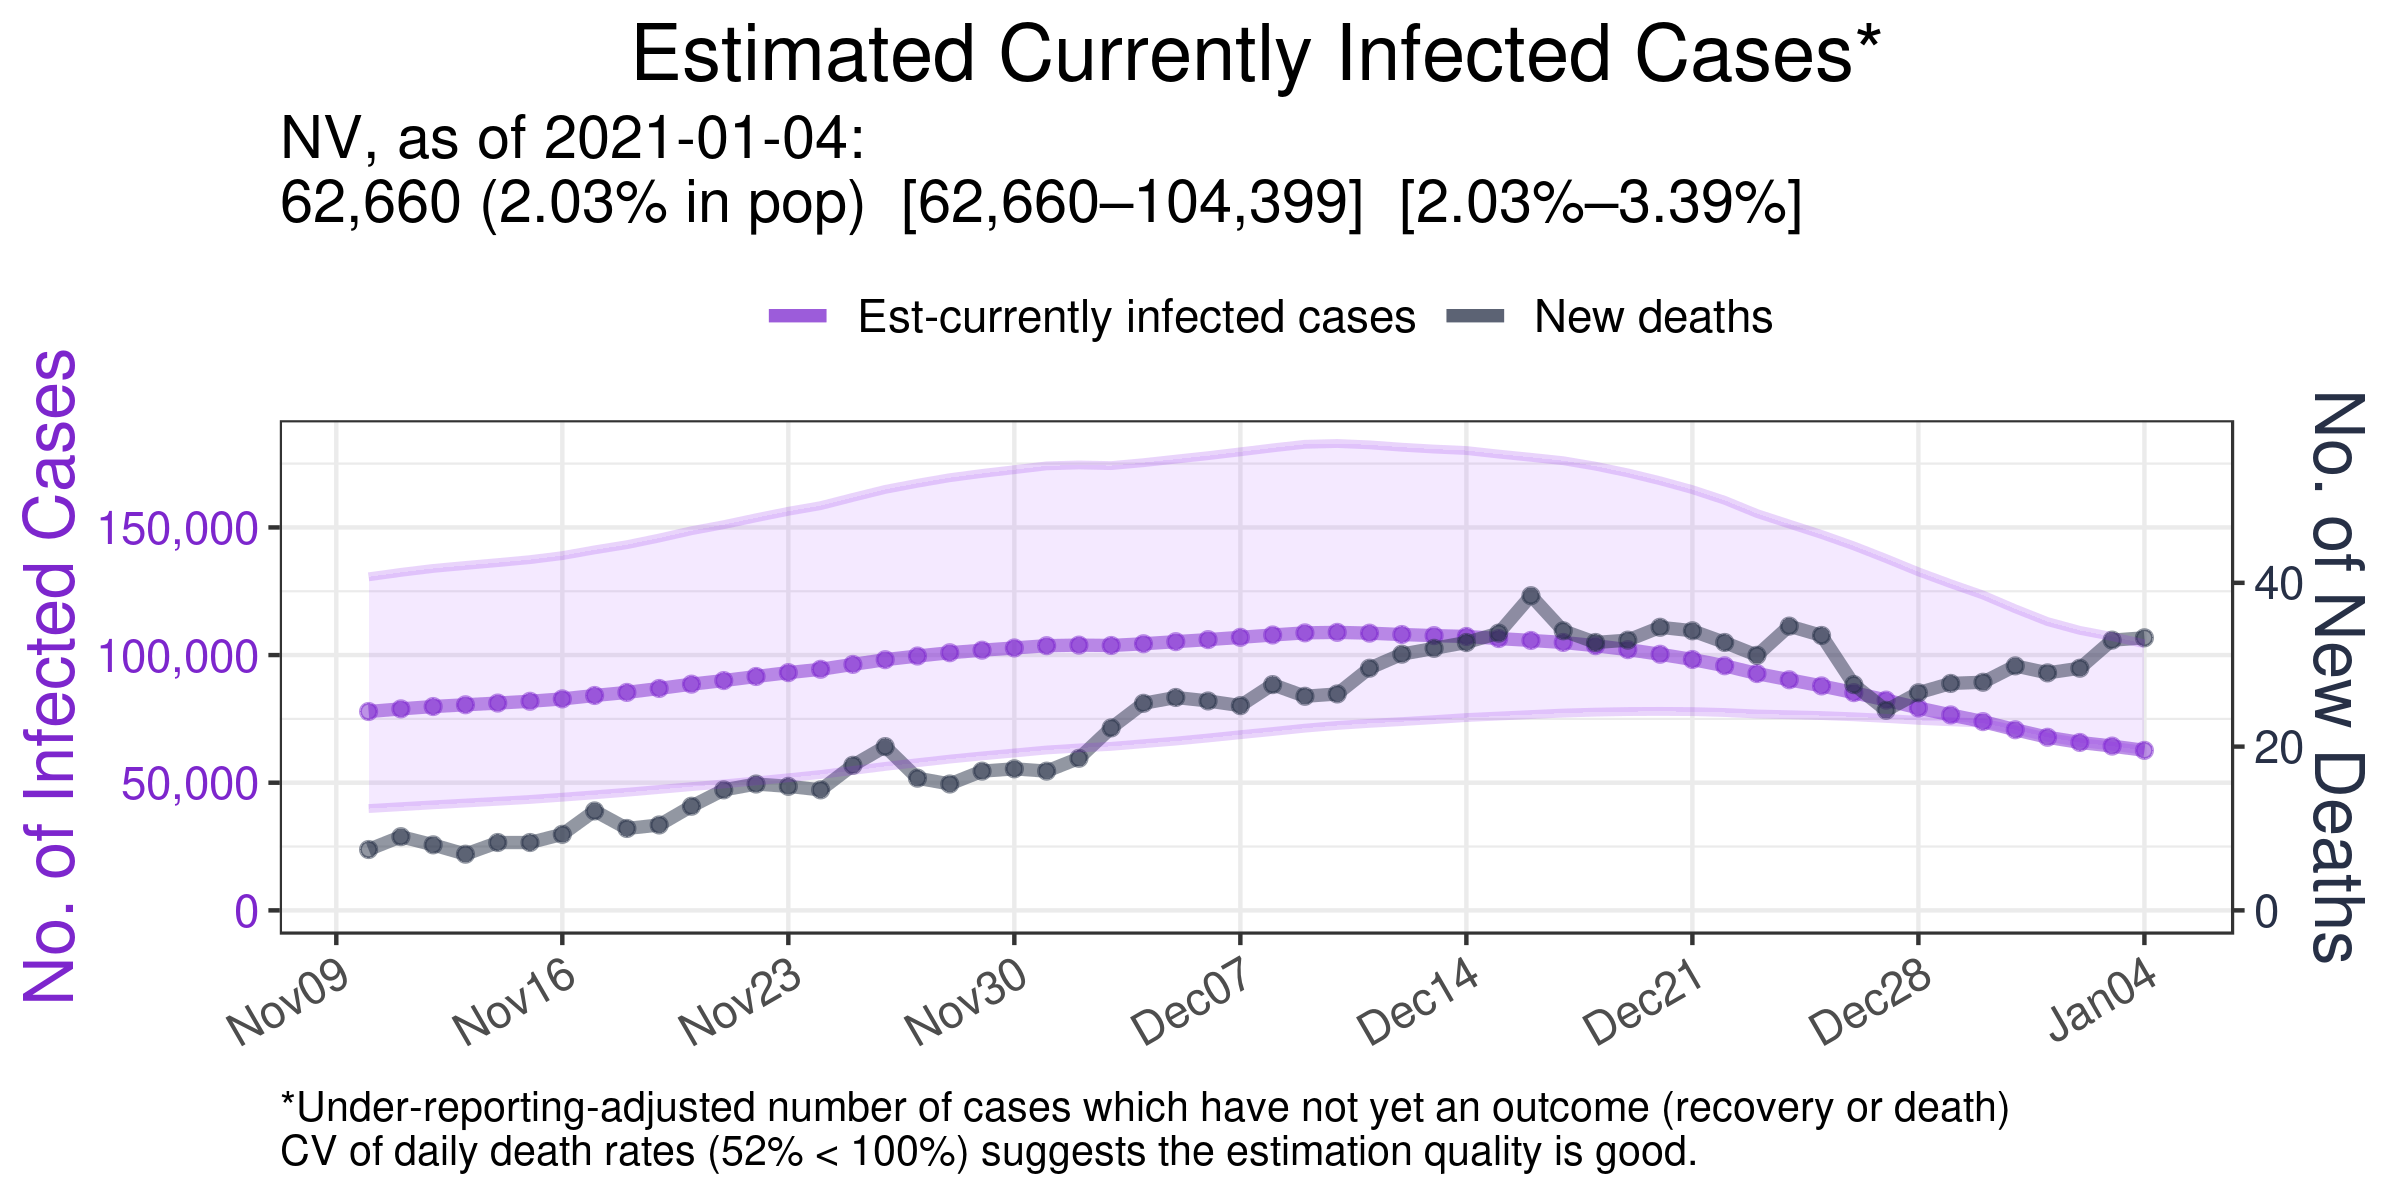 Estimated Currently Infected Cases*
NV, as of 2021-01-04:
62,660 (2.03% in pop)  [62,660–104,399]  [2.03%–3.39%]
Est-currently infected cases
New deaths
No. of Infected Cases
150,000
100,000
50,000
0
40
20
0
No. of New Deaths
Nov09
Nov16
Nov23
Nov30
Dec07
Dec14
Dec21
Dec28
Jan04
*Under-reporting-adjusted number of cases which have not yet an outcome (recovery or death)
CV of daily death rates (52% < 100%) suggests the estimation quality is good.